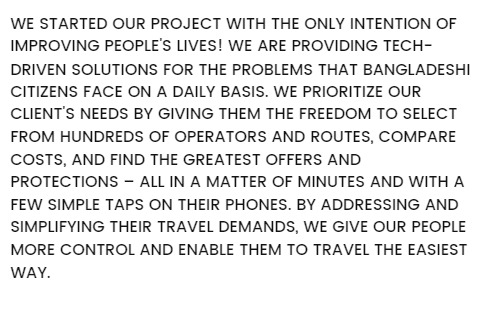 WE STARTED OUR PROJECT WITH THE ONLY INTENTION OF
IMPROVING PEOPLE'S LIVES! WE ARE PROVIDING TECH-
DRIVEN SOLUTIONS FOR THE PROBLEMS THAT BANGLADESHI
CITIZENS FACE ON A DAILY BASIS. WE PRIORITIZE OUR
CLIENT'S NEEDS BY GIVING THEM THE FREEDOM TO SELECT
FROM HUNDREDS OF OPERATORS AND ROUTES, COMPARE
COSTS, AND FIND THE GREATEST OFFERS AND
PROTECTIONS – ALL IN A MATTER OF MINUTES AND WITH A
FEW SIMPLE TAPS ON THEIR PHONES. BY ADDRESSING AND
SIMPLIFYING THEIR TRAVEL DEMANDS, WE GIVE OUR PEOPLE
MORE CONTROL AND ENABLE THEM TO TRAVEL THE EASIEST
WAY.